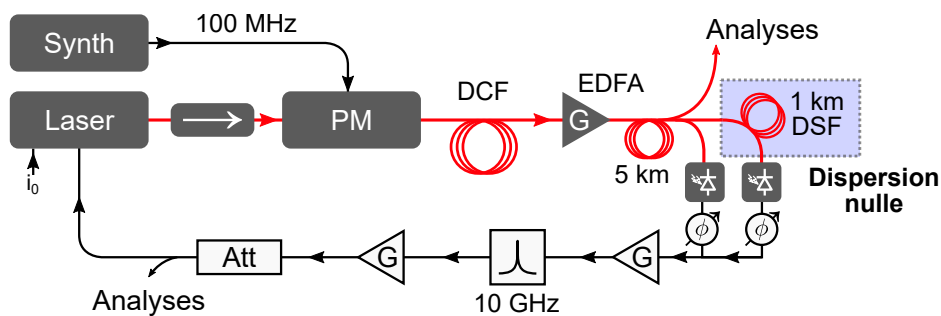 Synth
100 MHz
Analyses
Laser
PM
DCF
EDFA
G
1 km
DSF
5 km
i0
Dispersion
nulle
ϕ
ϕ
Att
G
G
10 GHz
Analyses